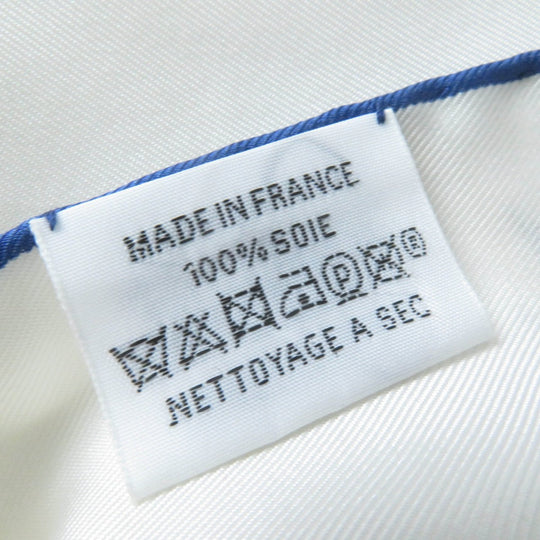 MADE IN FRANCE
100% SOIE
P ®
NETTOYAGE A SEC